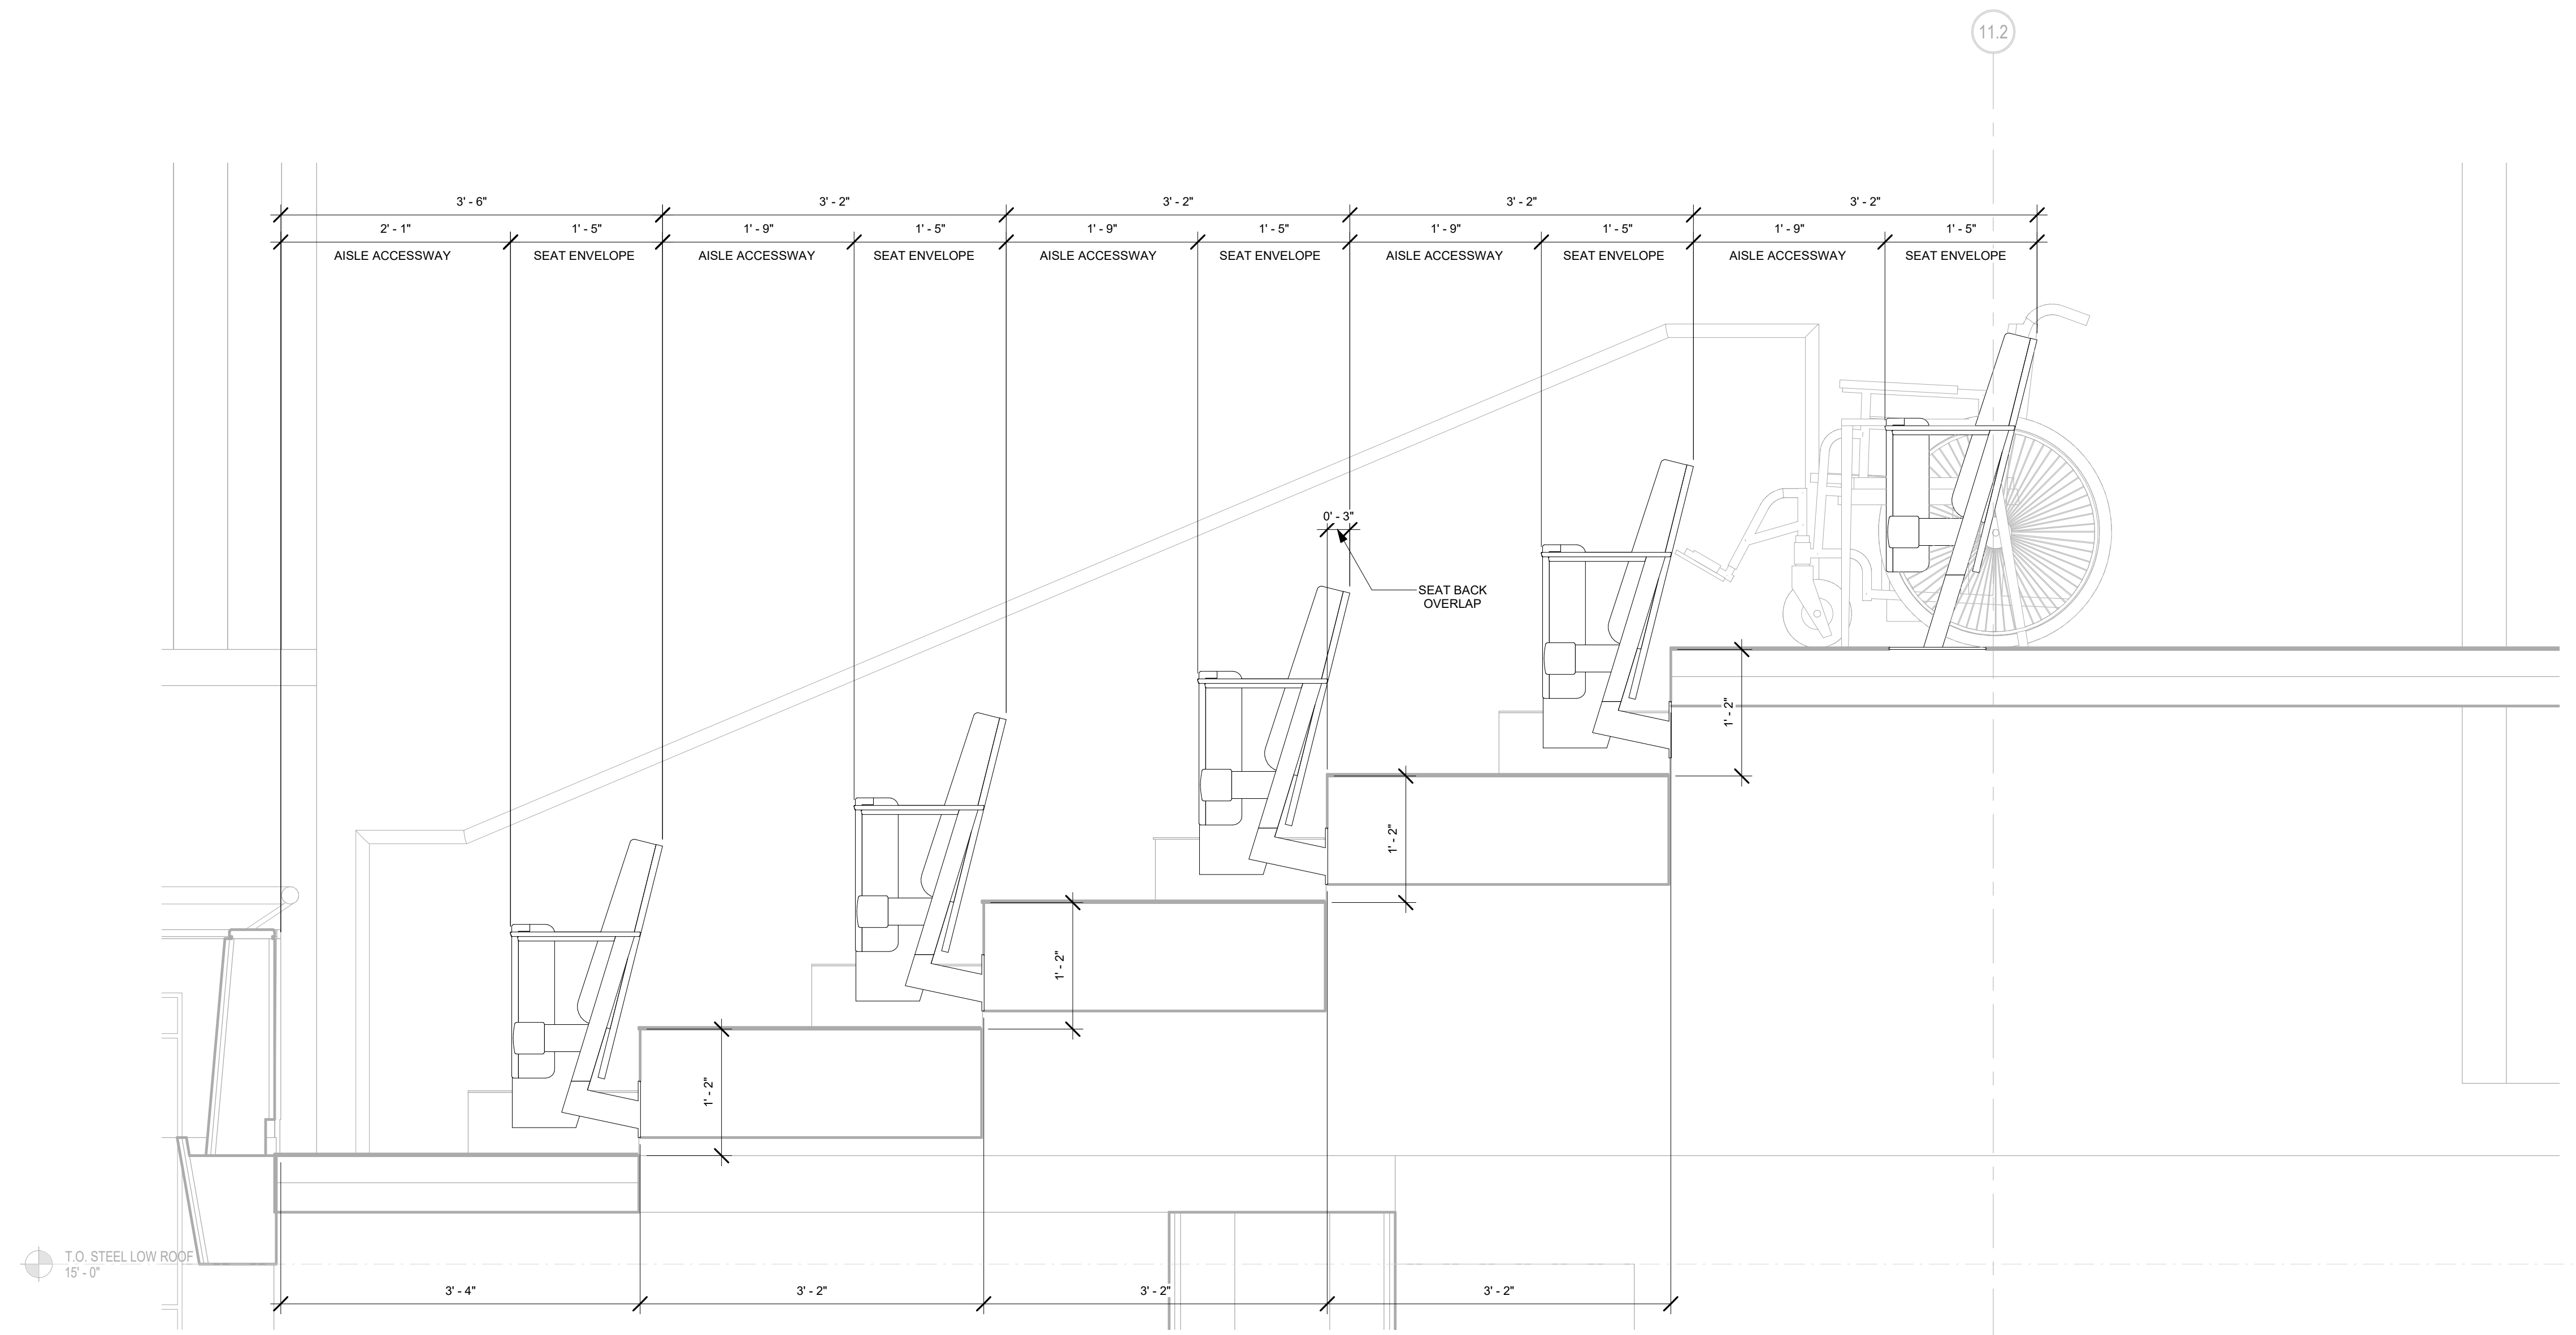 11.2
3' - 6"
3' - 2"
3' - 2"
3' - 2"
3' - 2"
2' - 1"
1' - 5"
1' - 9"
1' - 5"
1' - 9"
1' - 5"
1' - 9"
1' - 5"
1' - 9"
1' - 5"
AISLE ACCESSWAY
SEAT ENVELOPE
AISLE ACCESSWAY
SEAT ENVELOPE
AISLE ACCESSWAY
SEAT ENVELOPE
AISLE ACCESSWAY
SEAT ENVELOPE
AISLE ACCESSWAY
SEAT ENVELOPE
0' - 3"
SEAT BACK
OVERLAP
1' - 2"
1' - 2"
1' - 2"
1' - 2"
T.O. STEEL LOW ROOF
15' - 0"
3' - 4"
3' - 2"
3' - 2"
3' - 2"